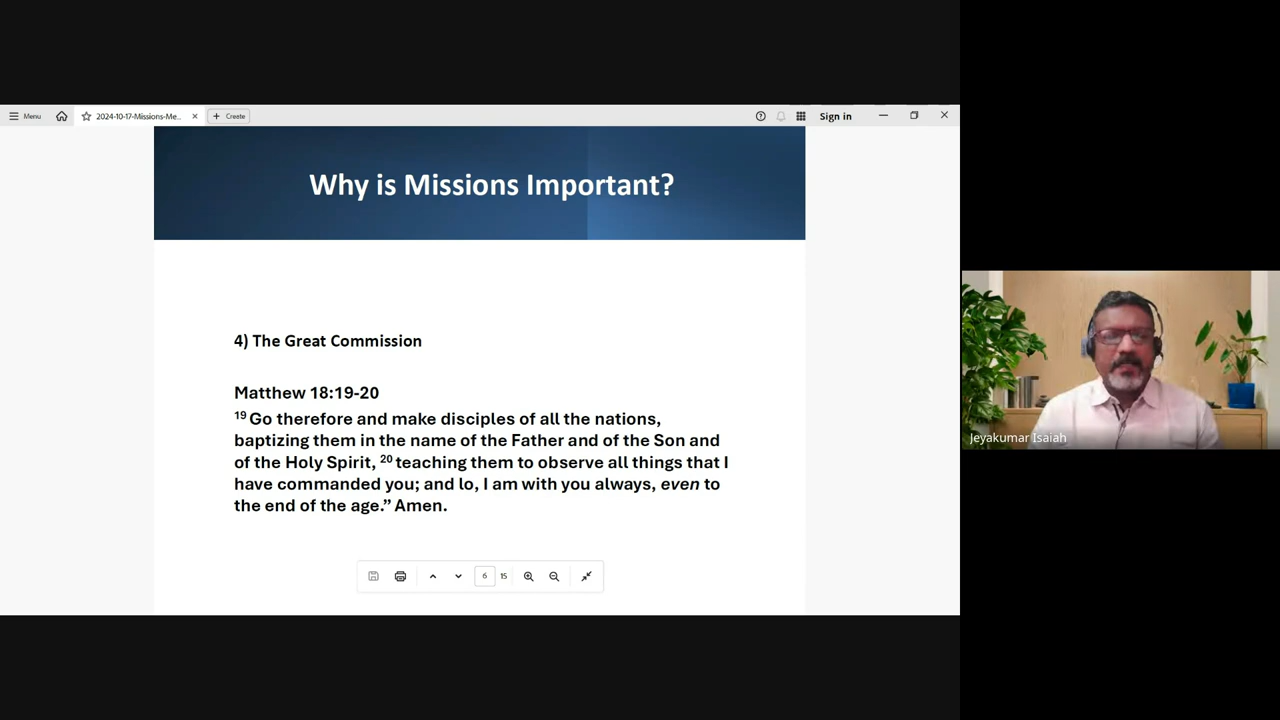 Menu
2024-10-17-Missions-Me...
Create
Sign in
Why is Missions Important?
4) The Great Commission
Matthew 18:19-20
19 Go therefore and make disciples of all the nations,
baptizing them in the name of the Father and of the Son and
of the Holy Spirit, 20 teaching them to observe all things that I
have commanded you; and lo, I am with you always, even to
the end of the age.” Amen.
6 15
Jeyakumar Isaiah